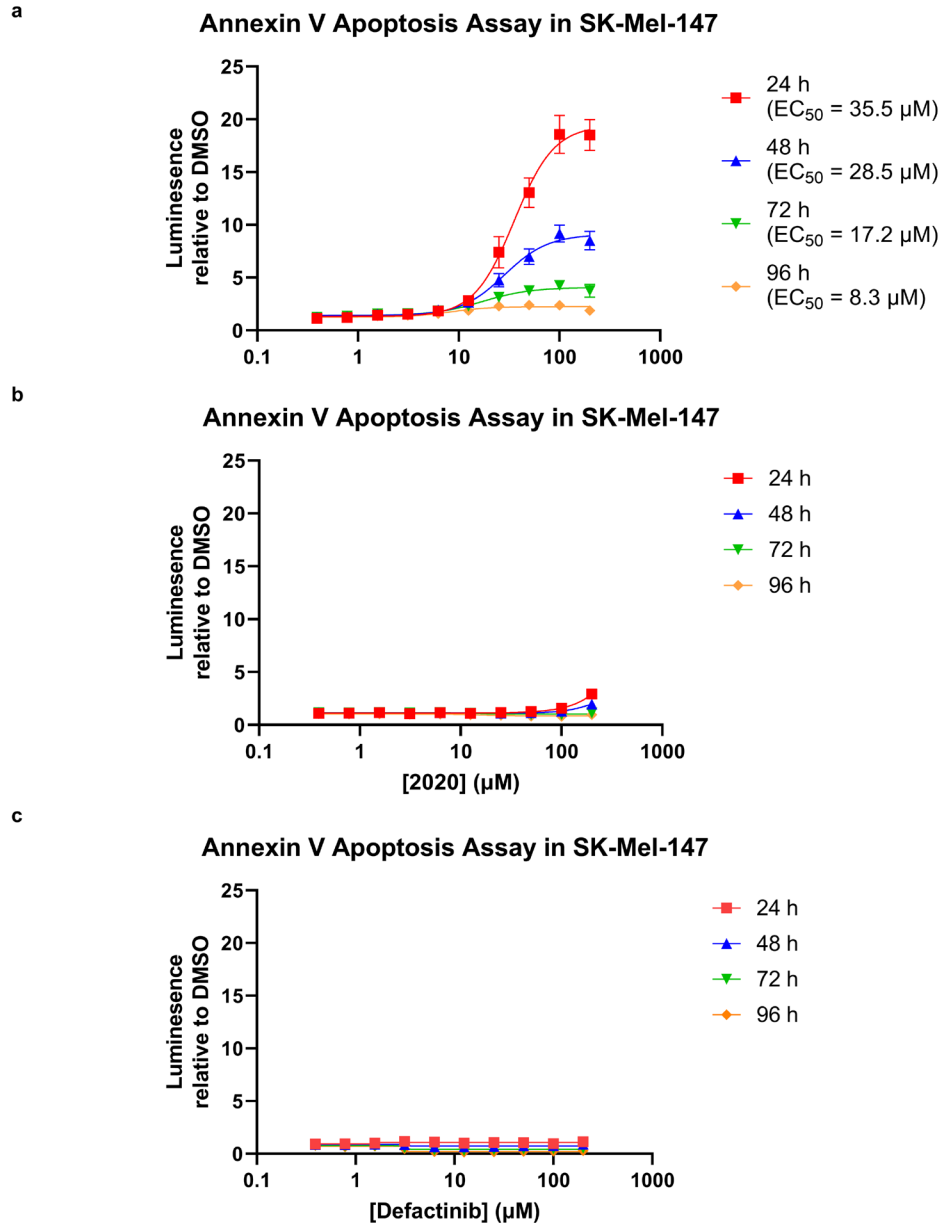 a
Annexin V Apoptosis Assay in SK-Mel-147
Luminesence
relative to DMSO
25
20
15
10
5
0
0.1 1 10 100 1000
24 h
(EC50 = 35.5 µM)
48 h
(EC50 = 28.5 µM)
72 h
(EC50 = 17.2 µM)
96 h
(EC50 = 8.3 µM)
b
Annexin V Apoptosis Assay in SK-Mel-147
Luminesence
relative to DMSO
25
20
15
10
5
0
0.1 1 10 100 1000
[2020] (µM)
24 h
48 h
72 h
96 h
c
Annexin V Apoptosis Assay in SK-Mel-147
Luminesence
relative to DMSO
25
20
15
10
5
0
0.1 1 10 100 1000
[Defactinib] (µM)
24 h
48 h
72 h
96 h